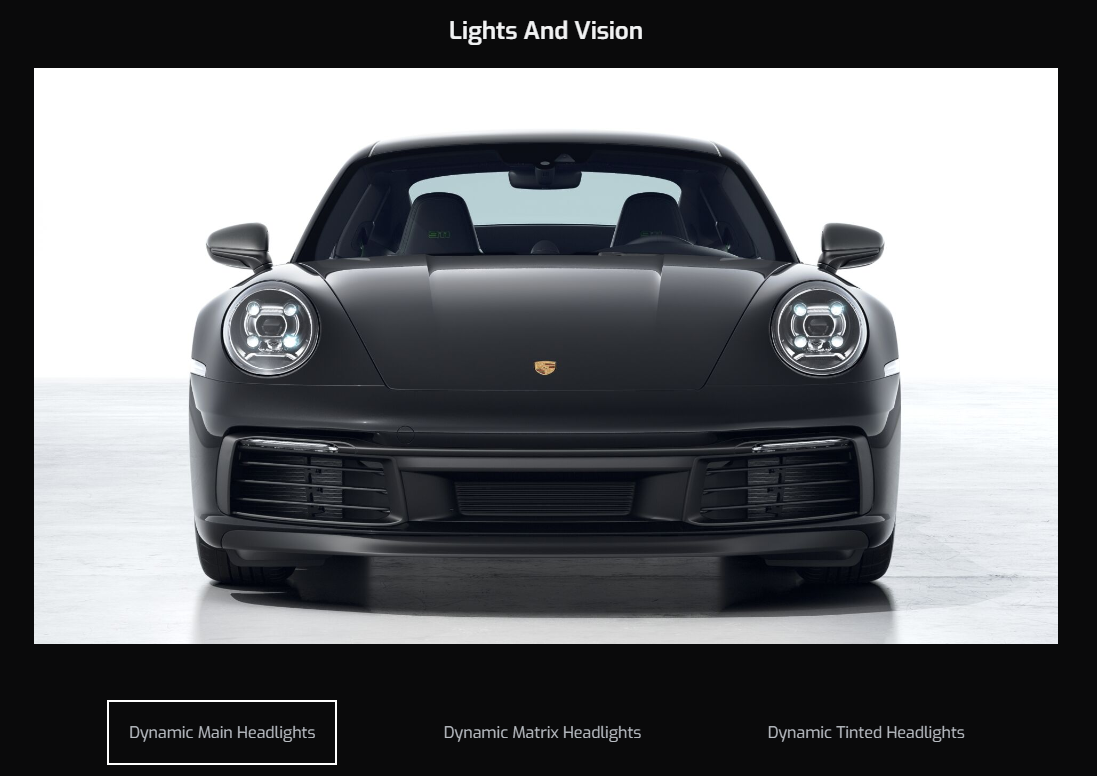 Lights And Vision
Dynamic Main Headlights
Dynamic Matrix Headlights
Dynamic Tinted Headlights